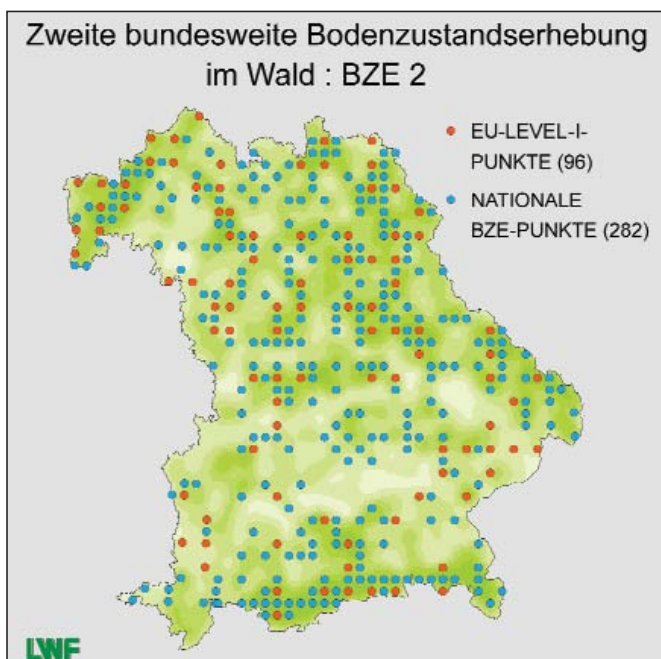 Zweite bundesweite Bodenzustandserhebung
im Wald : BZE 2
EU-LEVEL-I-
PUNKTE (96)
NATIONALE
BZE-PUNKTE (282)
LWF